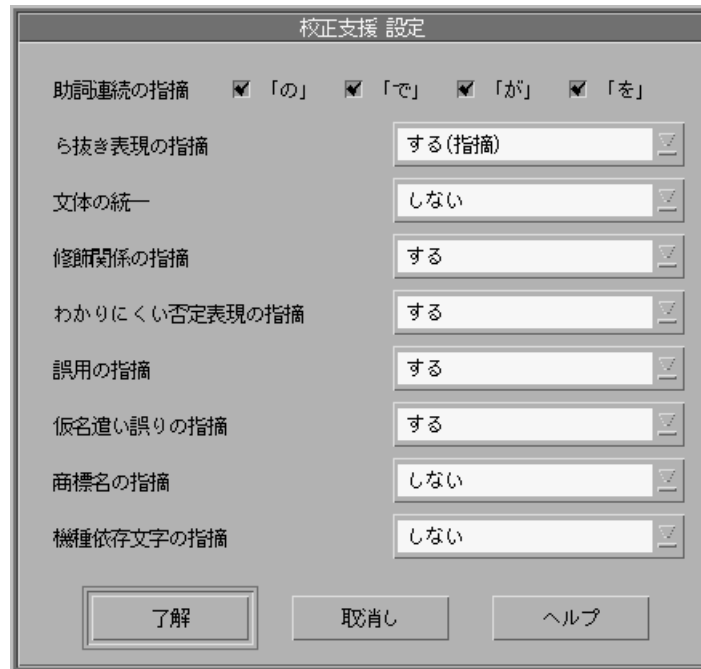 校正支援 設定
助詞連続の指摘 「の」 「で」 「が」 「を」
ら抜き表現の指摘 する(指摘)
文体の統一 しない
修飾関係の指摘 する
わかりにくい否定表現の指摘 する
誤用の指摘 する
仮名遣い誤りの指摘 する
商標名の指摘 しない
機種依存文字の指摘 しない
了解 取消し ヘルプ